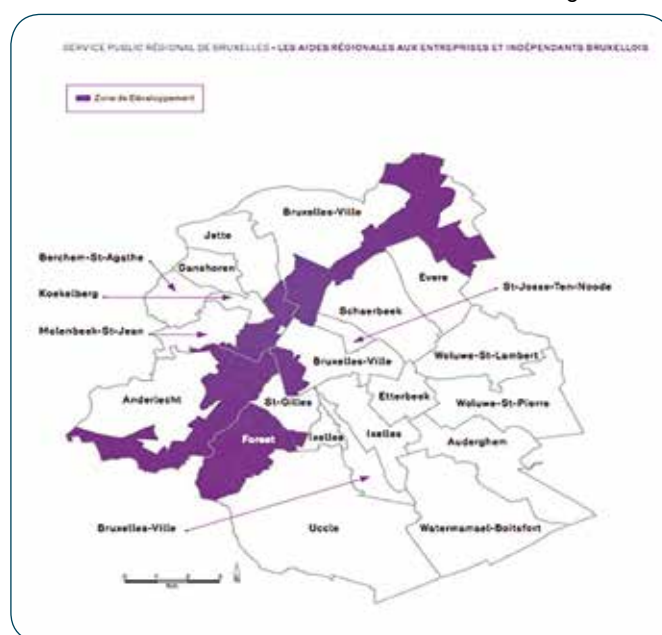 SERVICE PUBLIC RÉGIONAL DE BRUXELLES - LES AIDES RÉGIONALES AUX ENTREPRISES ET INDÉPENDANTS BRUXELLOIS
Zone de Développement
Bruxelles-Ville
Jette
Berchem-St-Agathe
Ganshoren
Evere
Koekelberg
St-Josse-Ten-Noode
Schaerbeek
Molenbeek-St-Jean
Bruxelles-Ville
Woluwe-St-Lambert
Anderlecht
Etterbeek
St-Gilles
Woluwe-St-Pierre
Forest
Ixelles
Ixelles
Auderghem
Bruxelles-Ville
Uccle
Watermamael-Boitsfort